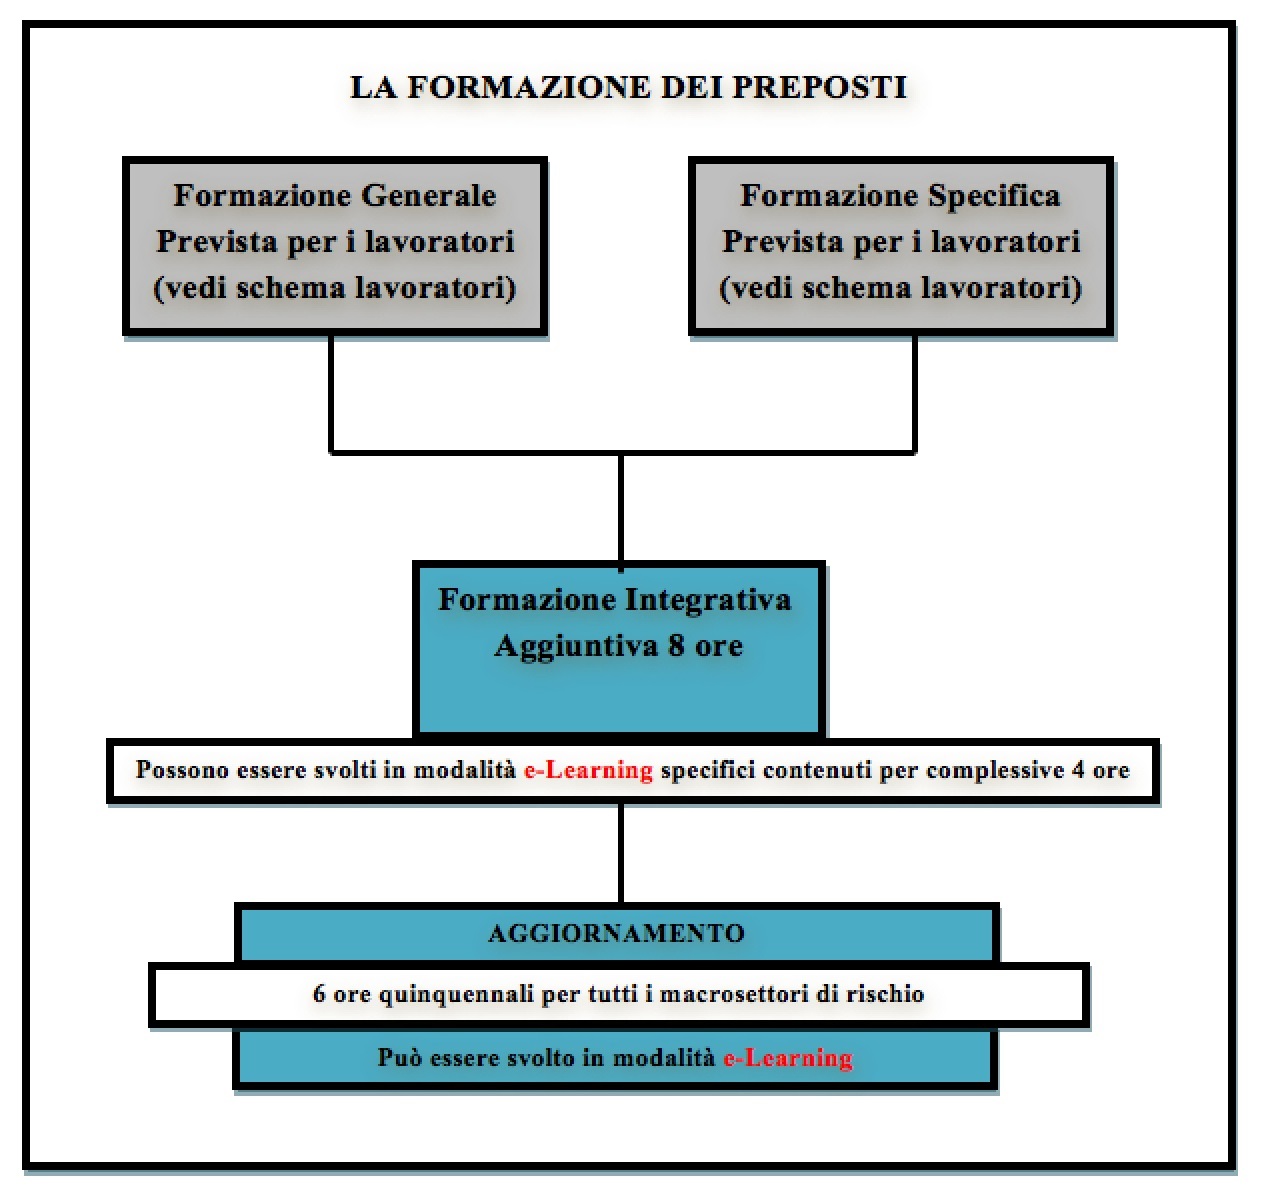 LA FORMAZIONE DEI PREPOSTI
Formazione Generale
Prevista per i lavoratori
(vedi schema lavoratori)
Formazione Specifica
Prevista per i lavoratori
(vedi schema lavoratori)
Formazione Integrativa
Aggiuntiva 8 ore
Possono essere svolti in modalità e-Learning specifici contenuti per complessive 4 ore
AGGIORNAMENTO
6 ore quinquennali per tutti i macrosettori di rischio
Può essere svolto in modalità e-Learning